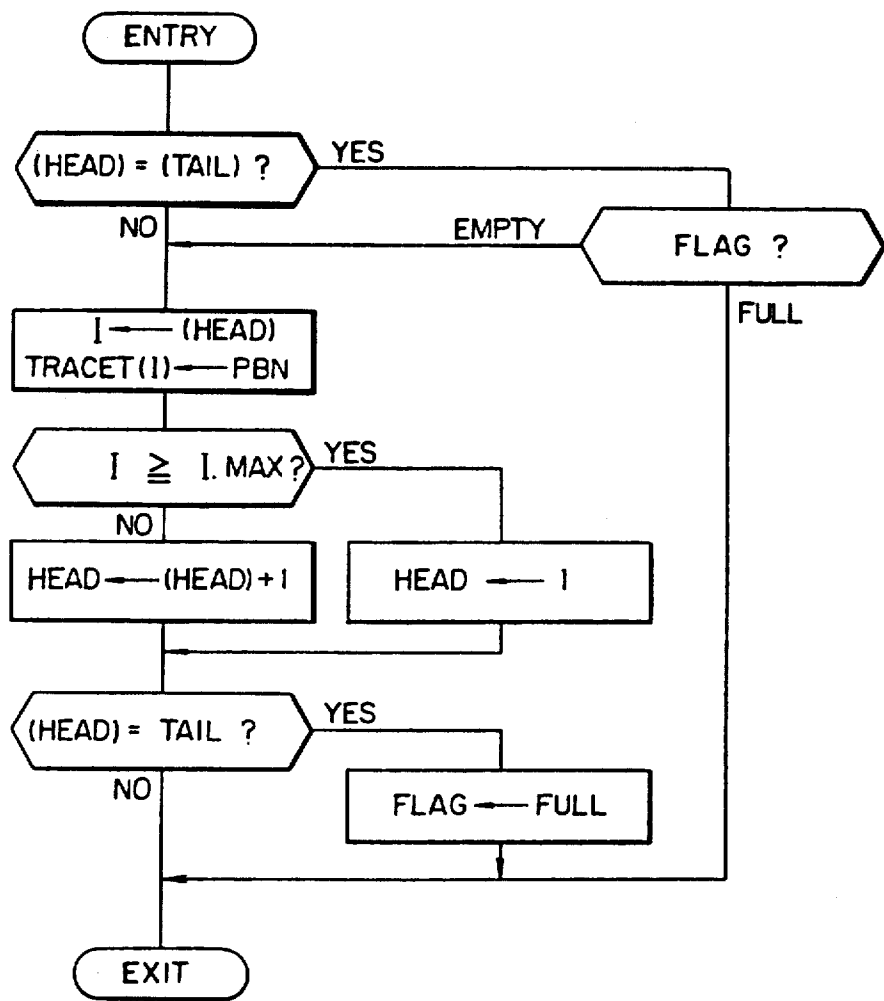 ENTRY
(HEAD) = (TAIL) ?
YES
NO
EMPTY
FLAG ?
FULL
I ← (HEAD)
TRACET(I) ← PBN
I ≧ I. MAX ?
YES
NO
HEAD ← (HEAD) + 1
HEAD ← 1
(HEAD) = TAIL ?
YES
NO
FLAG ← FULL
EXIT